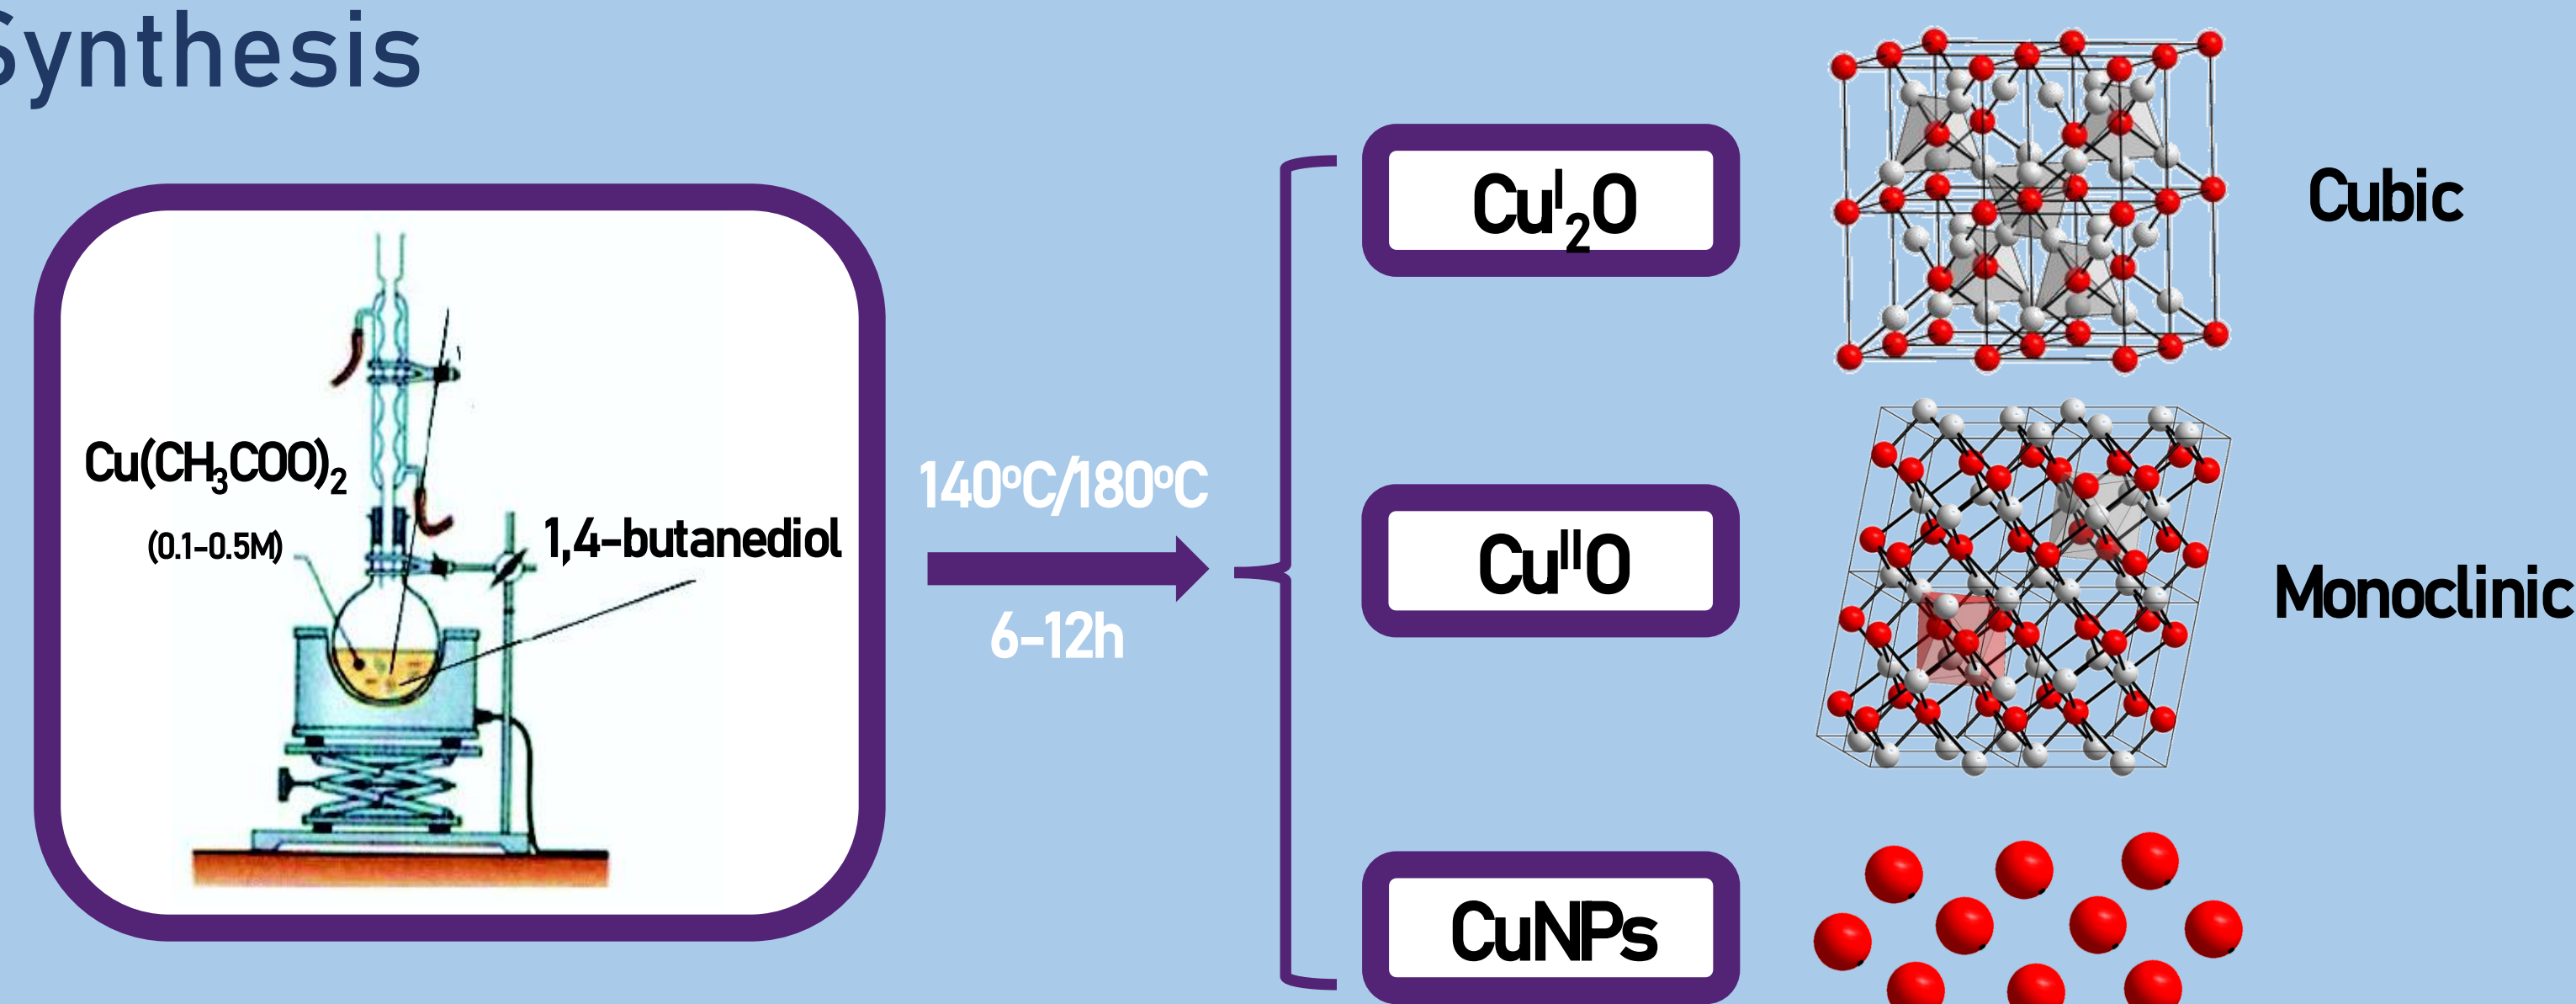 Synthesis
Cu(CH₃COO)₂
(0.1-0.5M)
1,4-butanediol
140ºC/180ºC
6-12h
Cuᴵ₂O
Cubic
CuᴵᴵO
Monoclinic
CuNPs